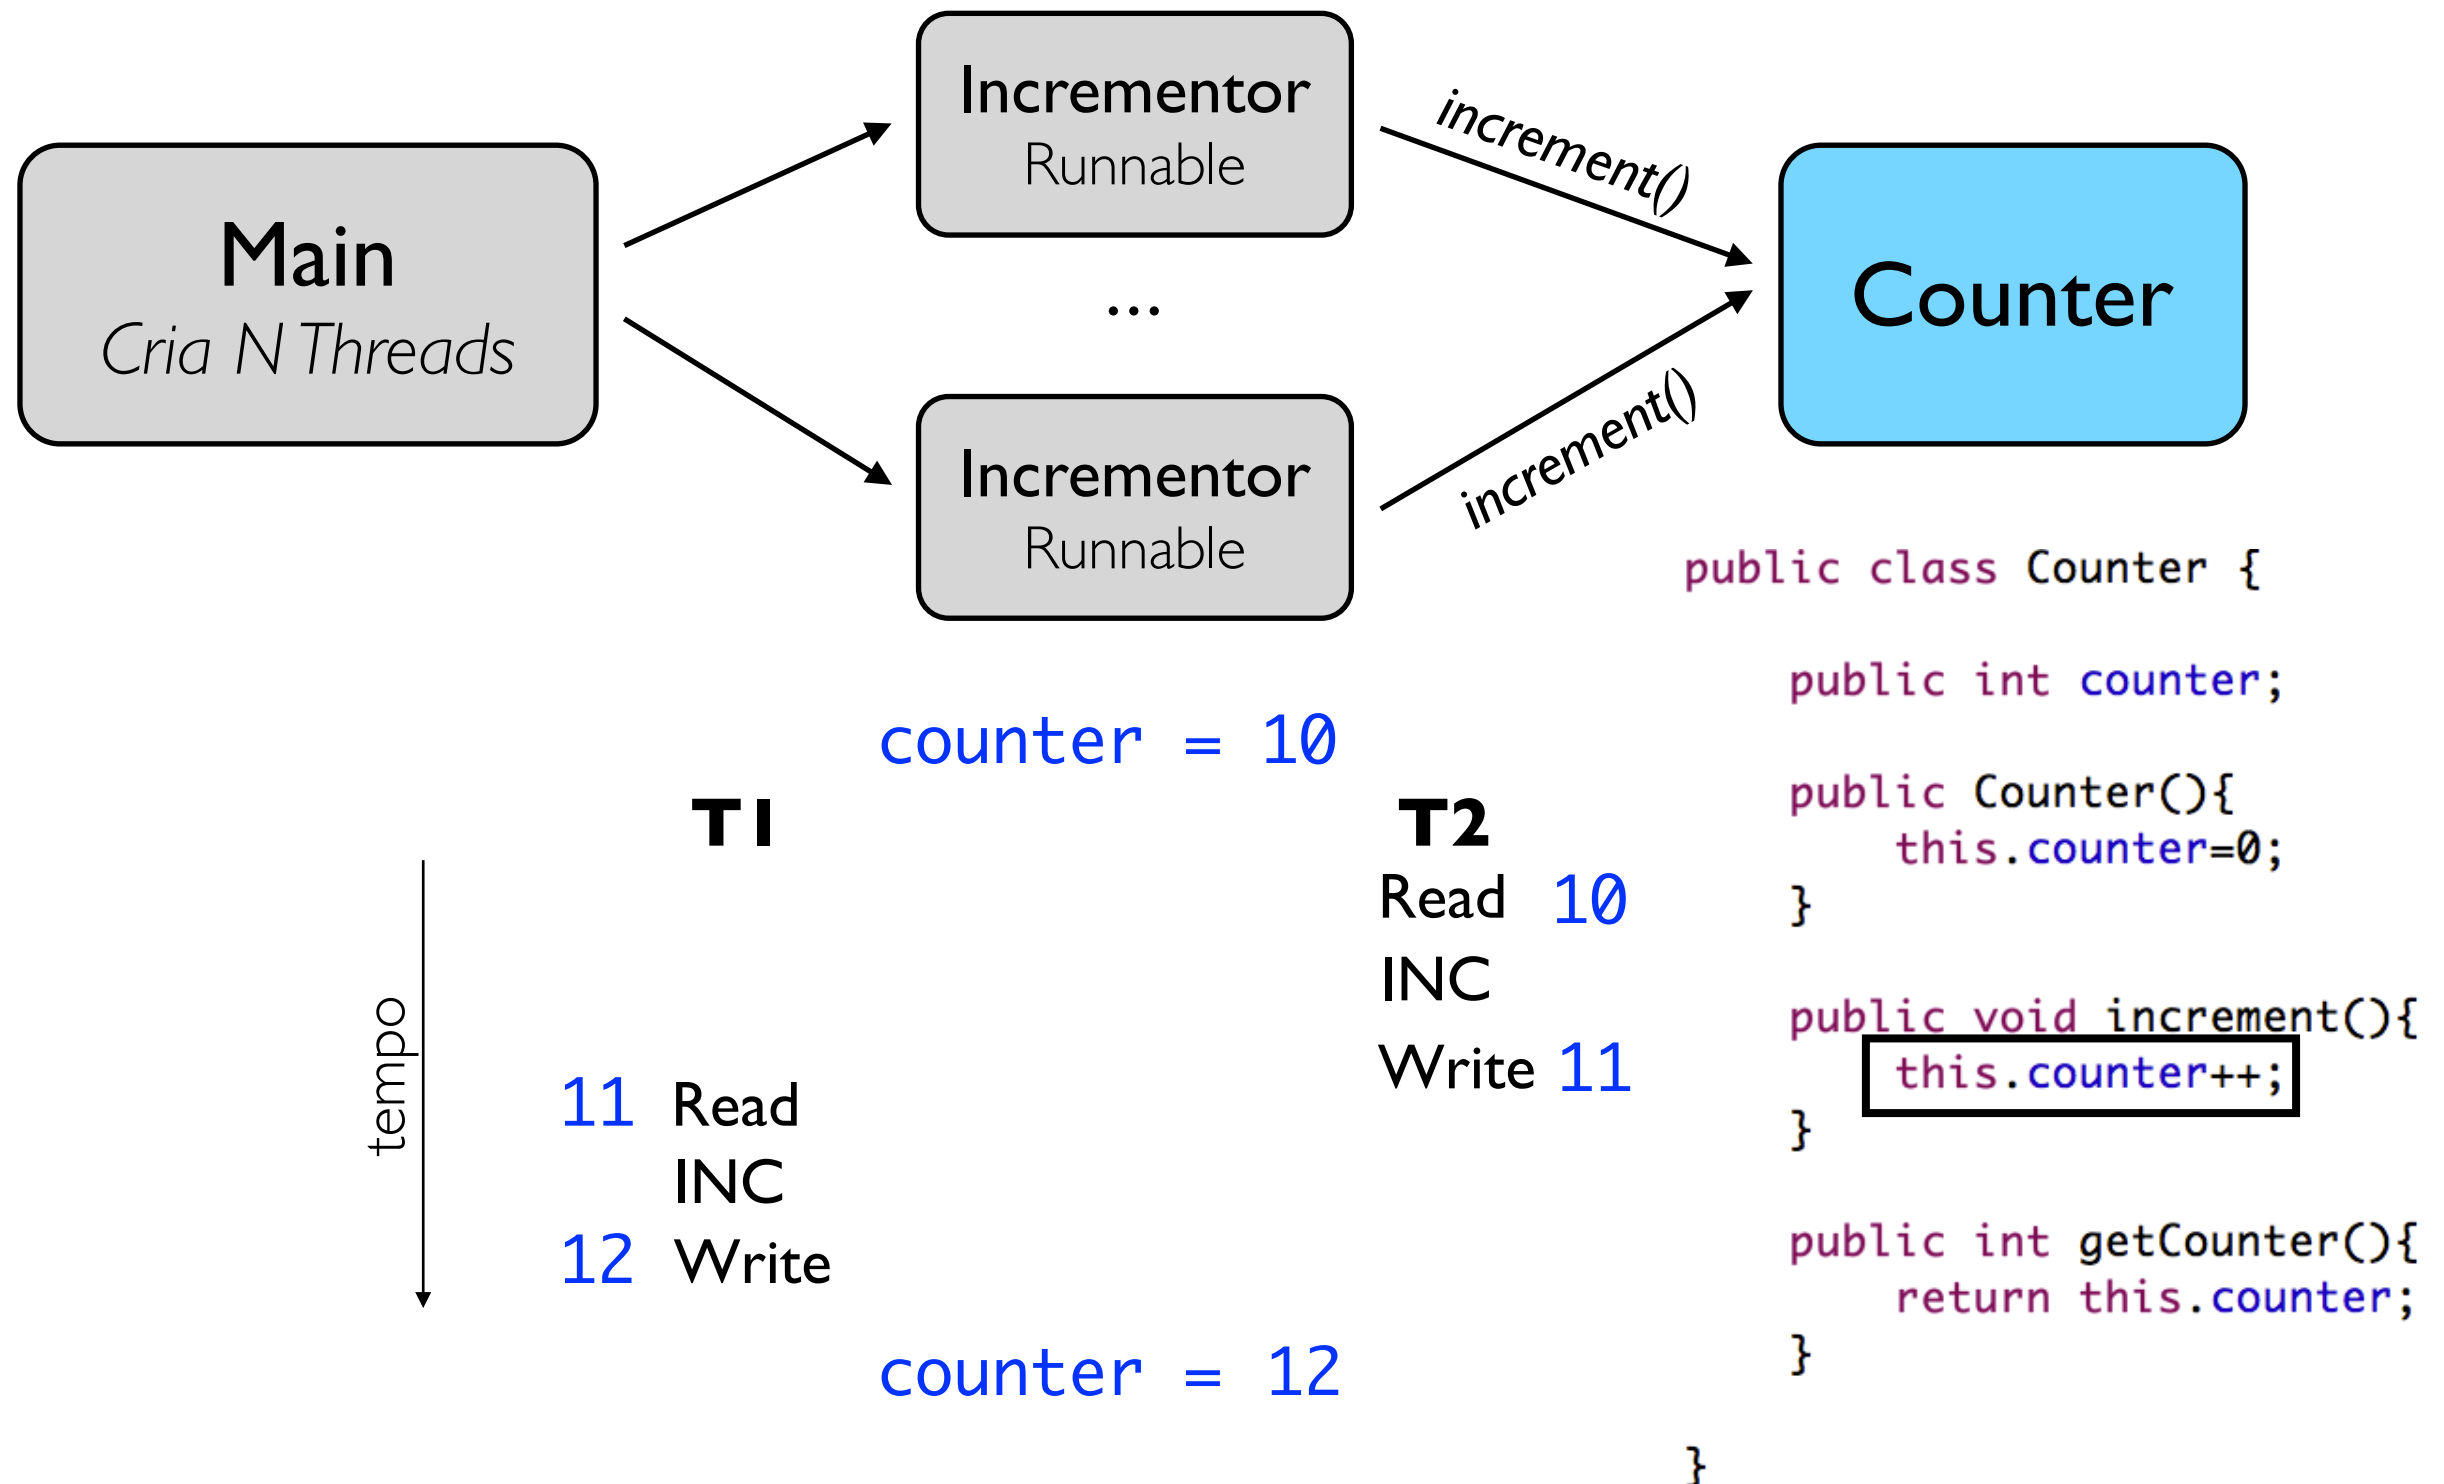 Main
Cria N Threads
Incrementor
Runnable
...
Incrementor
Runnable
increment()
increment()
Counter
counter = 10
T1
T2
Read 10
INC
Write 11
tempo
11 Read
INC
12 Write
counter = 12
public class Counter {
public int counter;
public Counter(){
this.counter=0;
}
public void increment(){
this.counter++;
}
public int getCounter(){
return this.counter;
}
}